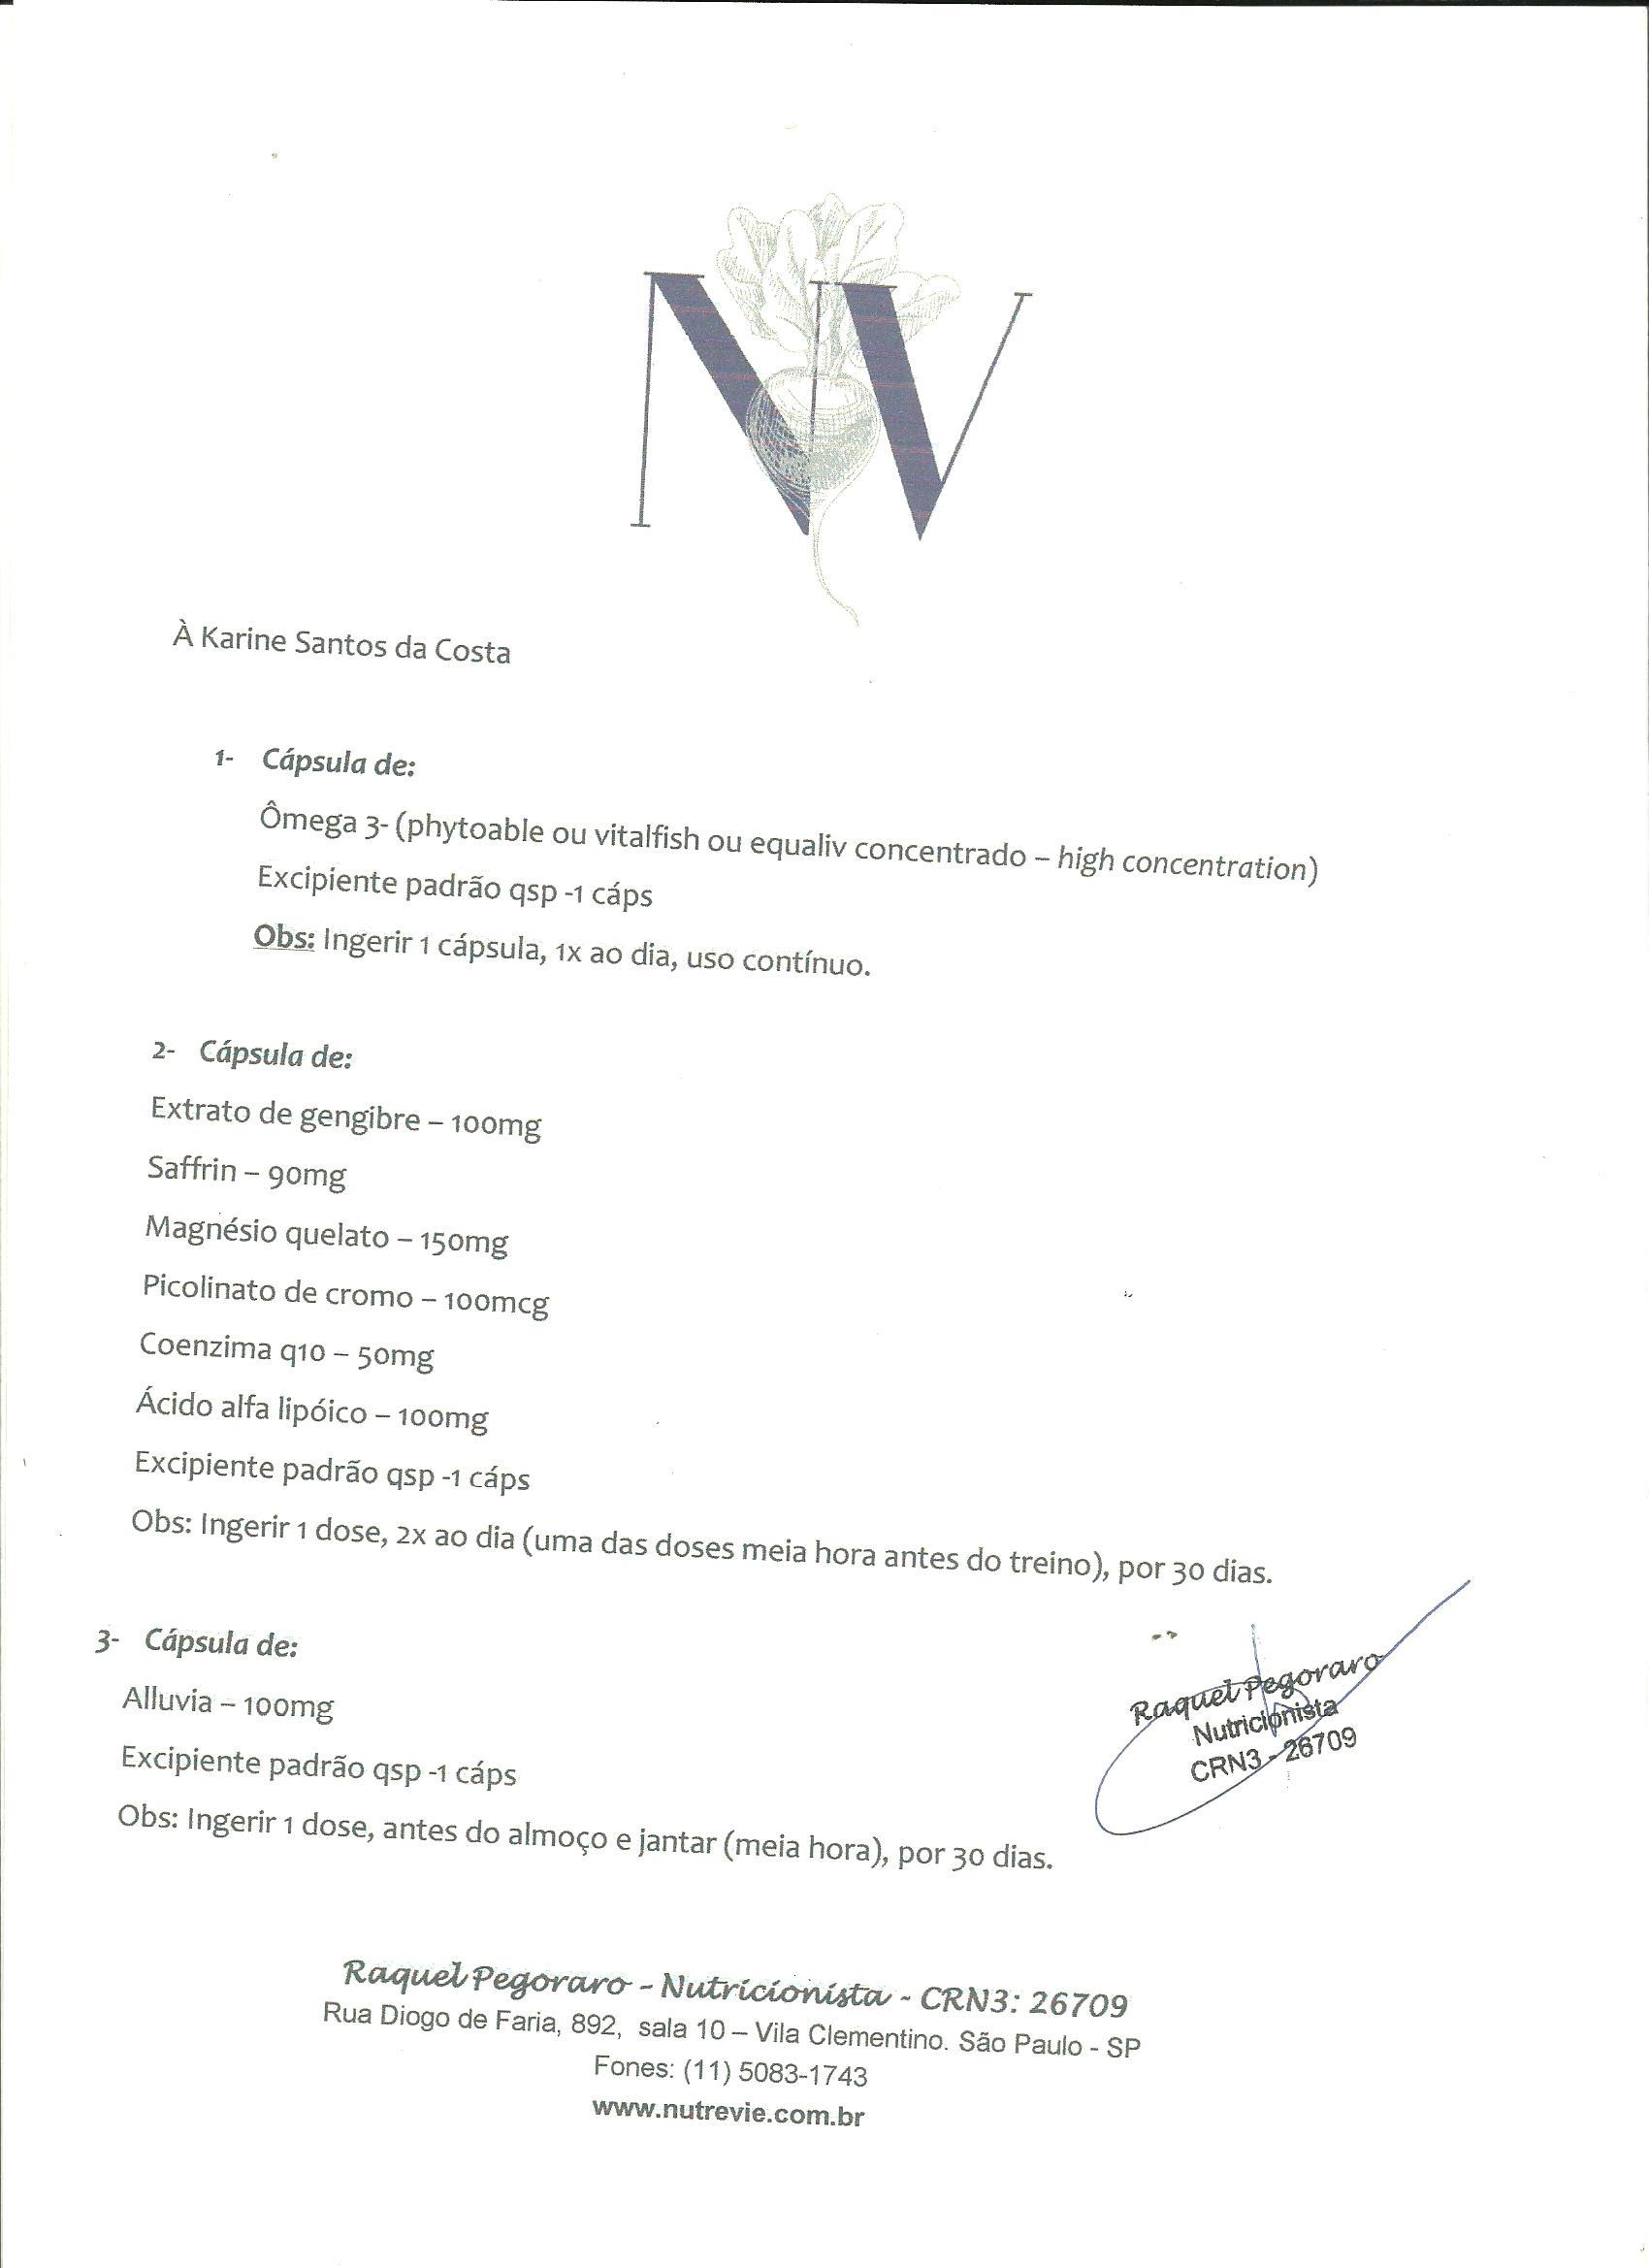 NV
À Karine Santos da Costa
1- Cápsula de:
Ômega 3- (phytoable ou vitalfish ou equaliv concentrado – high concentration)
Excipiente padrão qsp -1 cáps
Obs: Ingerir 1 cápsula, 1x ao dia, uso contínuo.
2- Cápsula de:
Extrato de gengibre – 100mg
Saffrin – 90mg
Magnésio quelato – 150mg
Picolinato de cromo – 100mcg
Coenzima q10 – 50mg
Ácido alfa lipóico – 100mg
Excipiente padrão qsp -1 cáps
Obs: Ingerir 1 dose, 2x ao dia (uma das doses meia hora antes do treino), por 30 dias.
3- Cápsula de:
Alluvia – 100mg
Excipiente padrão qsp -1 cáps
Obs: Ingerir 1 dose, antes do almoço e jantar (meia hora), por 30 dias.
Raquel Pegoraro
Nutricionista
CRN3 - 26709
Raquel Pegoraro - Nutricionista - CRN3: 26709
Rua Diogo de Faria, 892, sala 10 – Vila Clementino. São Paulo - SP
Fones: (11) 5083-1743
www.nutrevie.com.br